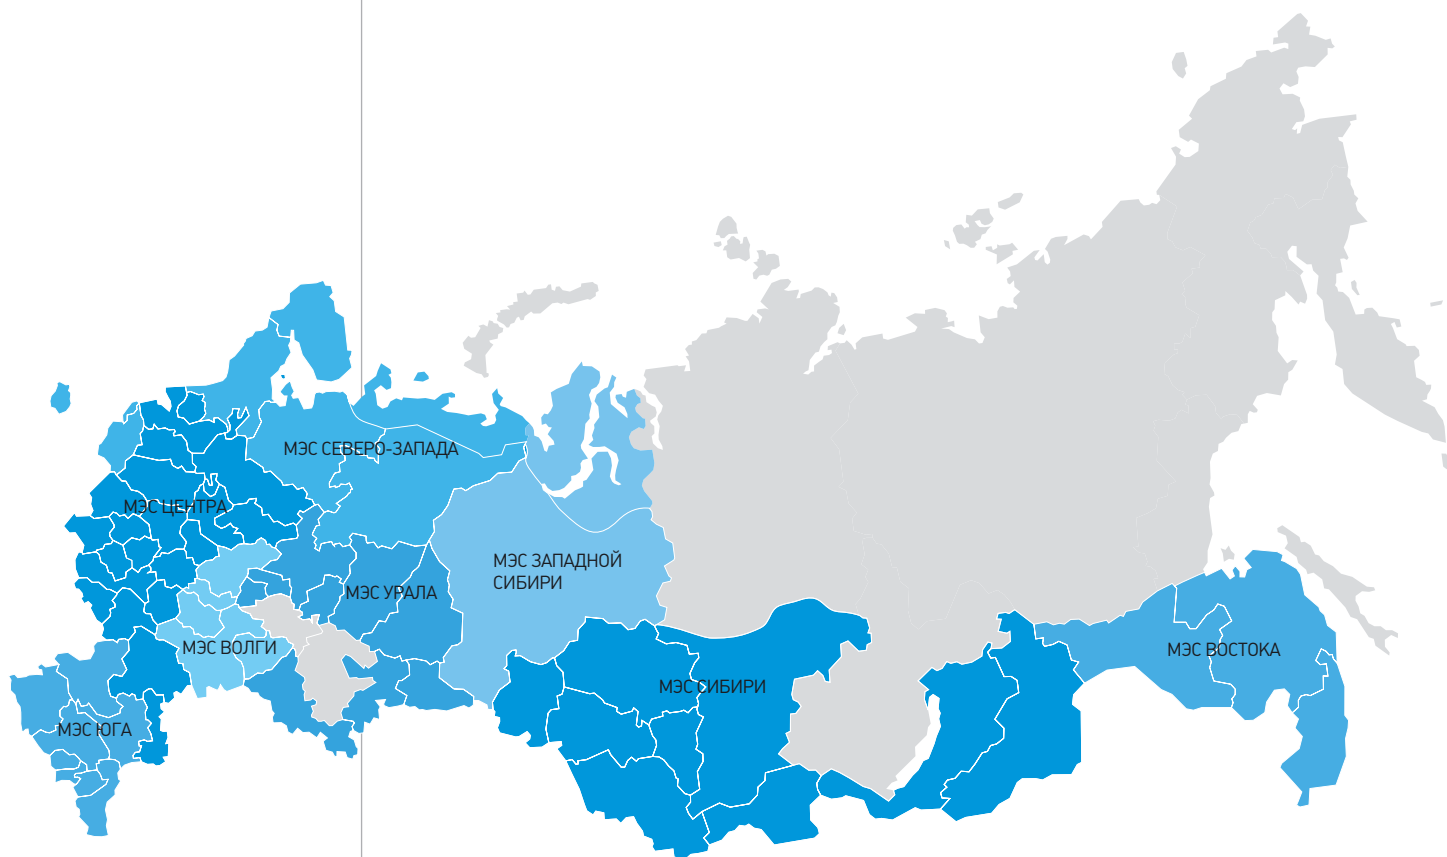 МЭС СЕВЕРО-ЗАПАДА
МЭС ЦЕНТРА
МЭС ЗАПАДНОЙ
СИБИРИ
МЭС УРАЛА
МЭС ВОЛГИ
МЭС ВОСТОКА
МЭС СИБИРИ
МЭС ЮГА